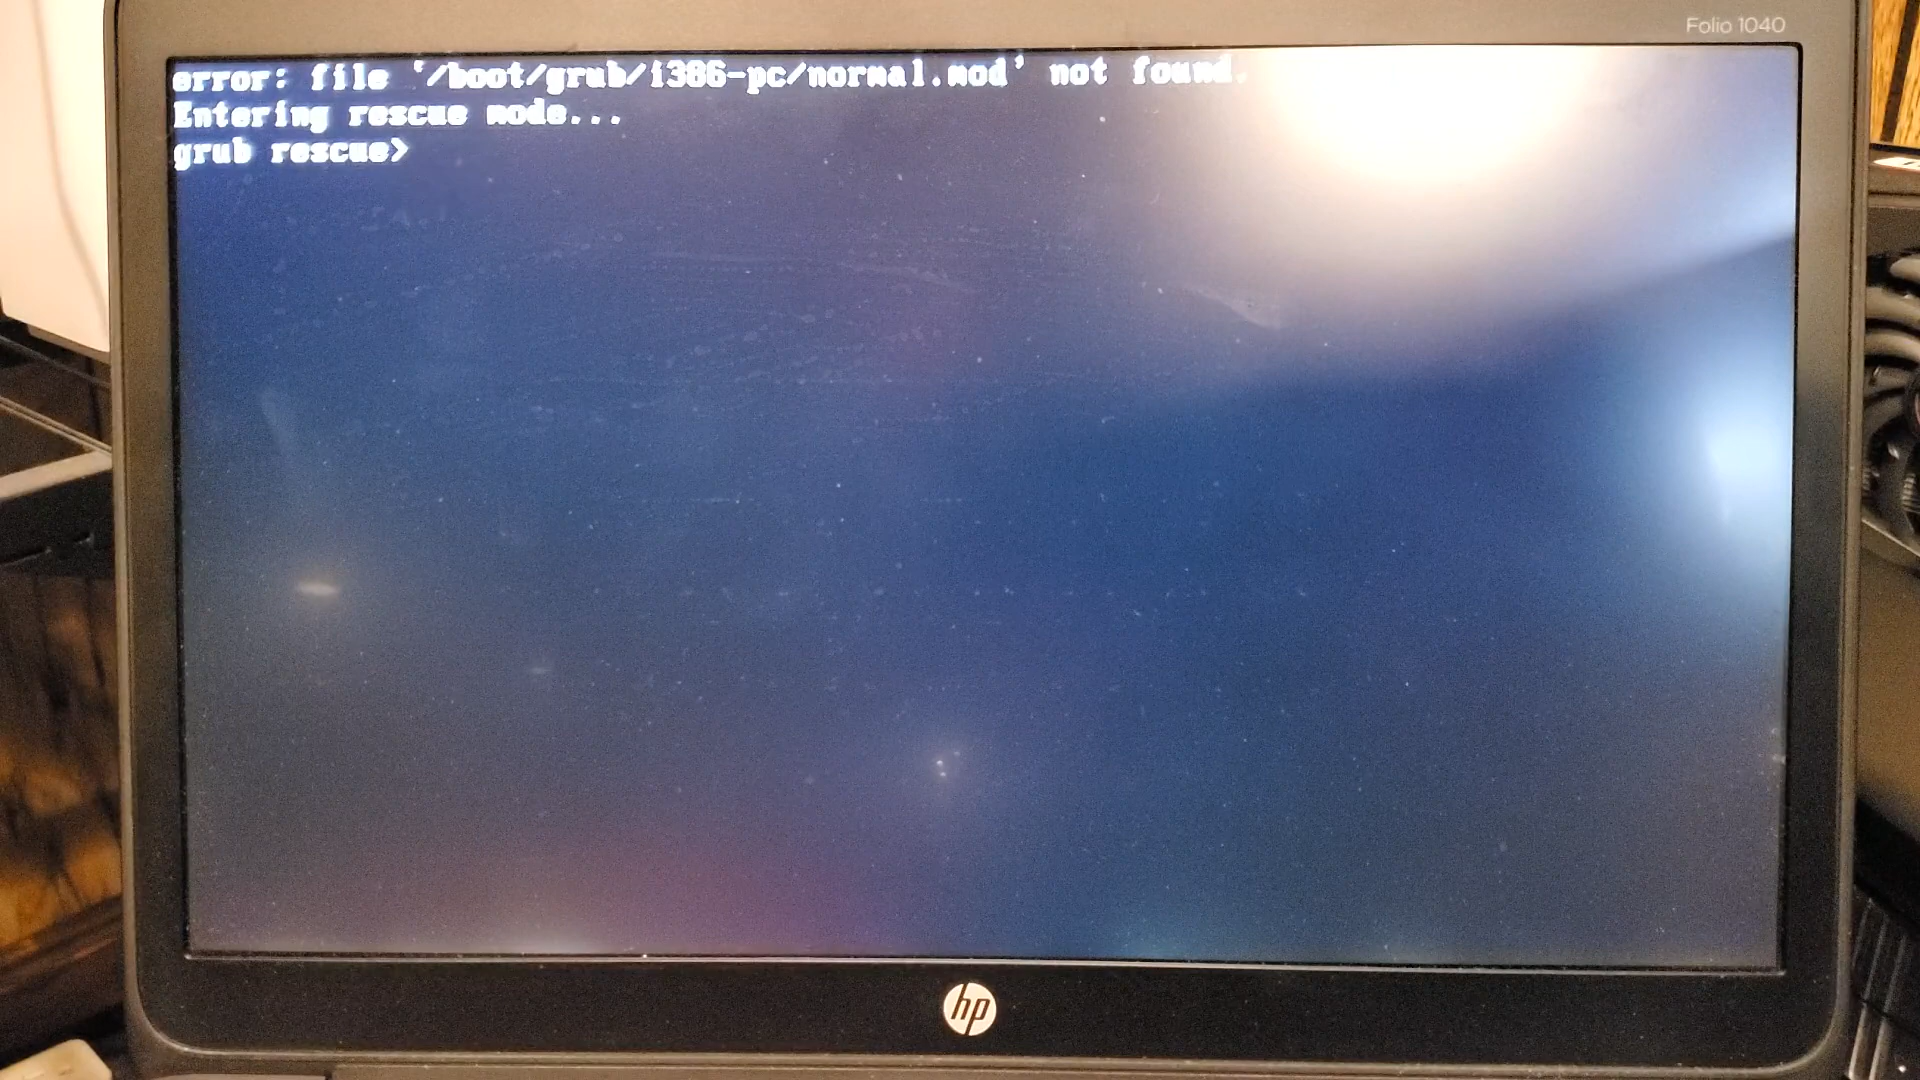 Folio 1040
error: file '/boot/grub/i386-pc/normal.mod' not found.
Entering rescue mode...
grub rescue>
hp